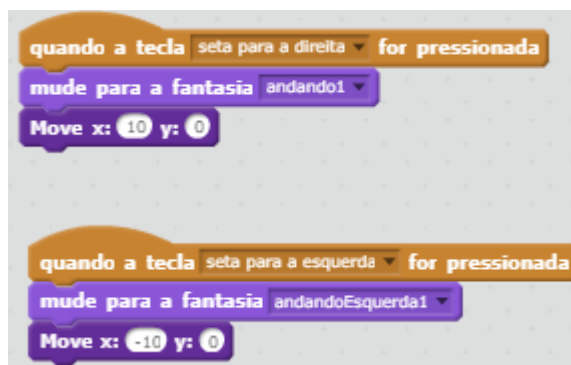 quando a tecla seta para a direita for pressionada
mude para a fantasia andando1
Move x: 10 y: 0
quando a tecla seta para a esquerda for pressionada
mude para a fantasia andandoEsquerda1
Move x: -10 y: 0